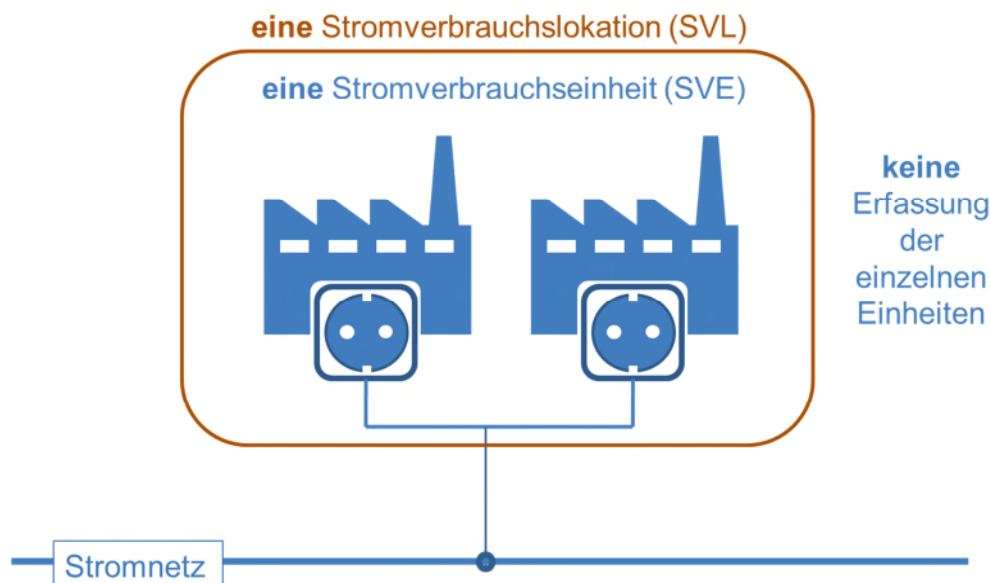 eine Stromverbrauchslokation (SVL)
eine Stromverbrauchseinheit (SVE)
keine
Erfassung
der
einzelnen
Einheiten
Stromnetz